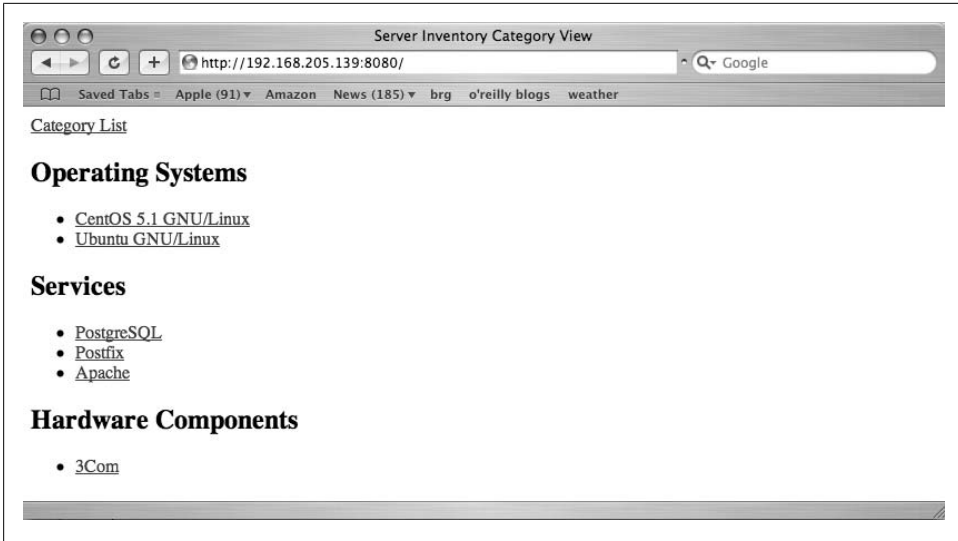 Server Inventory Category View
http://192.168.205.139:8080/
Google
Saved Tabs Apple (91) Amazon News (185) brg o'reilly blogs weather
Category List
Operating Systems
CentOS 5.1 GNU/Linux
Ubuntu GNU/Linux
Services
PostgreSQL
Postfix
Apache
Hardware Components
3Com